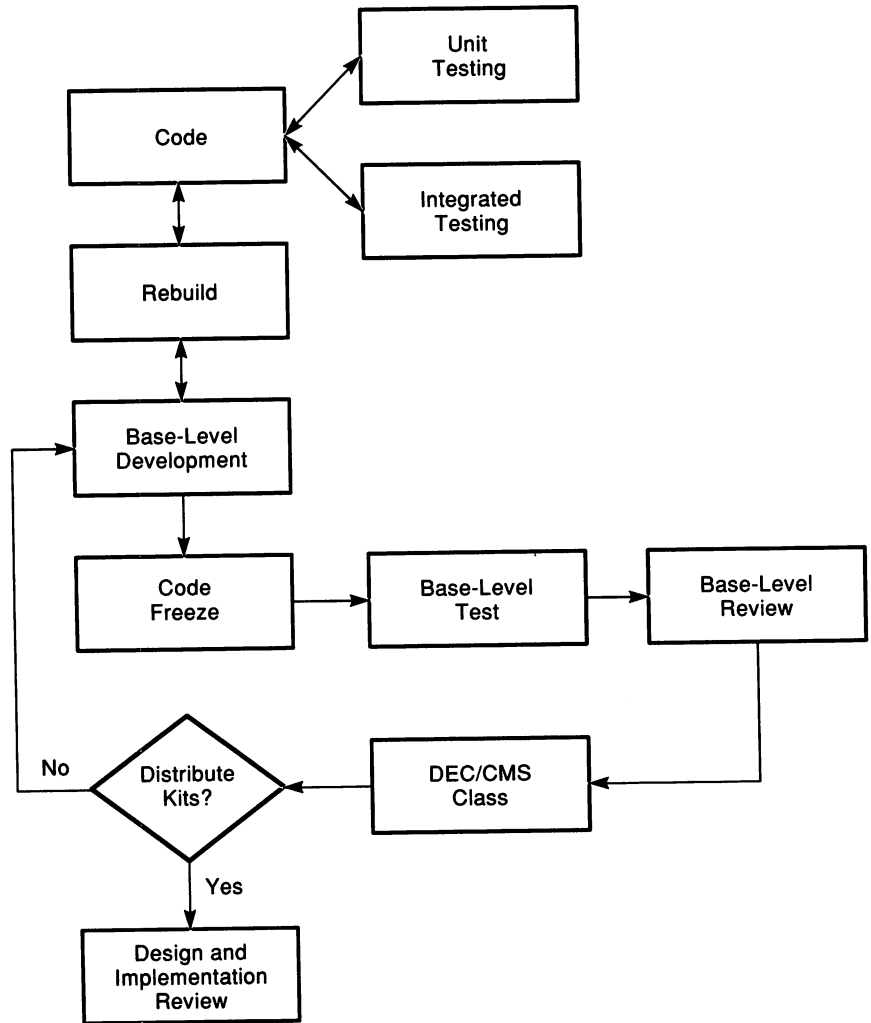 Unit
Testing
Code
Integrated
Testing
Rebuild
Base-Level
Development
Code
Freeze
Base-Level
Test
Base-Level
Review
No
Distribute
Kits?
DEC/CMS
Class
Yes
Design and
Implementation
Review